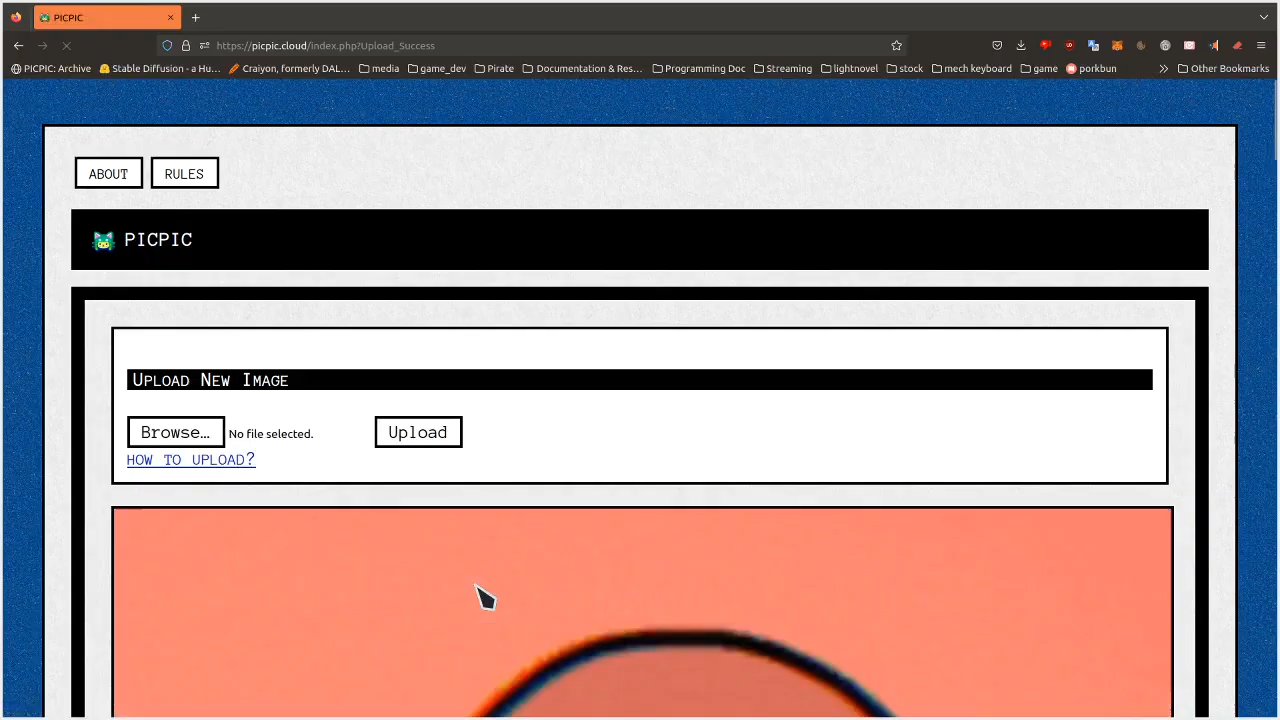 PICPIC
https://picpic.cloud/index.php?Upload_Success
PICPIC: Archive Stable Diffusion - a Hu... Craiyon, formerly DAL... media game_dev Pirate Documentation & Res... Programming Doc Streaming lightnovel stock mech keyboard game porkbun Other Bookmarks
ABOUT RULES
PICPIC
Upload New Image
Browse... No file selected. Upload
HOW TO UPLOAD?